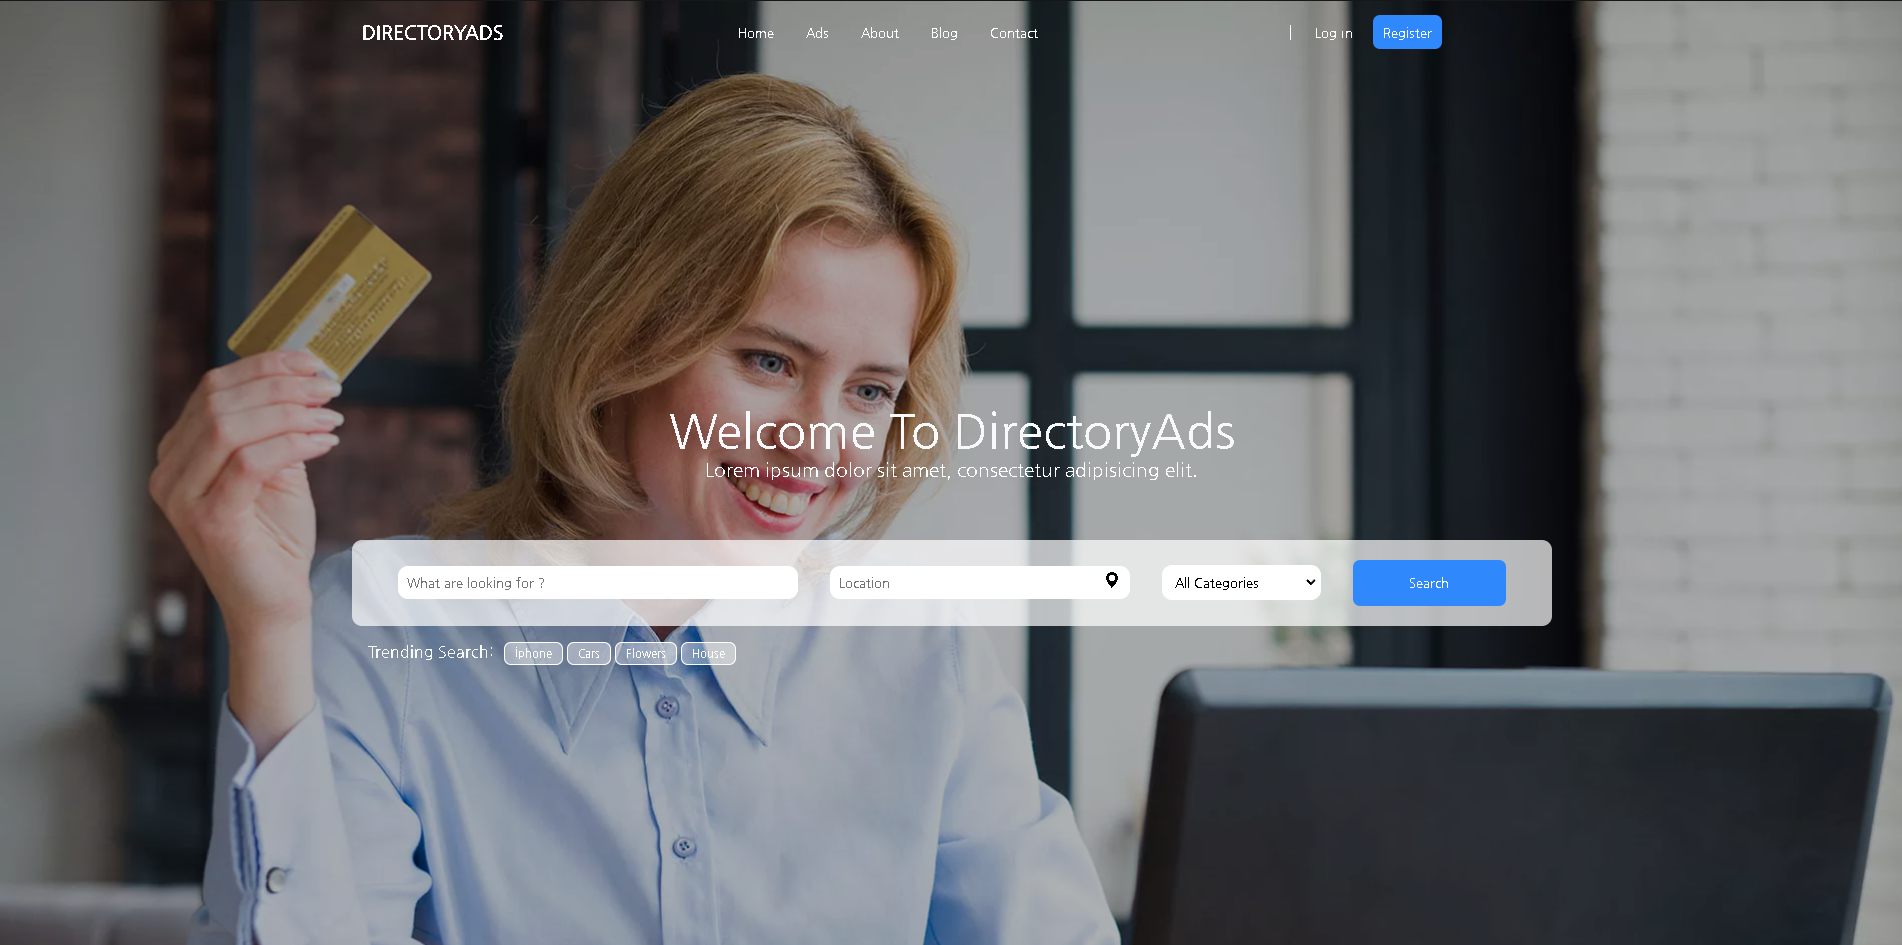 DIRECTORYADS
Home Ads About Blog Contact
| Log in Register
Welcome To DirectoryAds
Lorem ipsum dolor sit amet, consectetur adipisicing elit.
What are looking for ? Location All Categories Search
Trending Search: Iphone Cars Flowers House